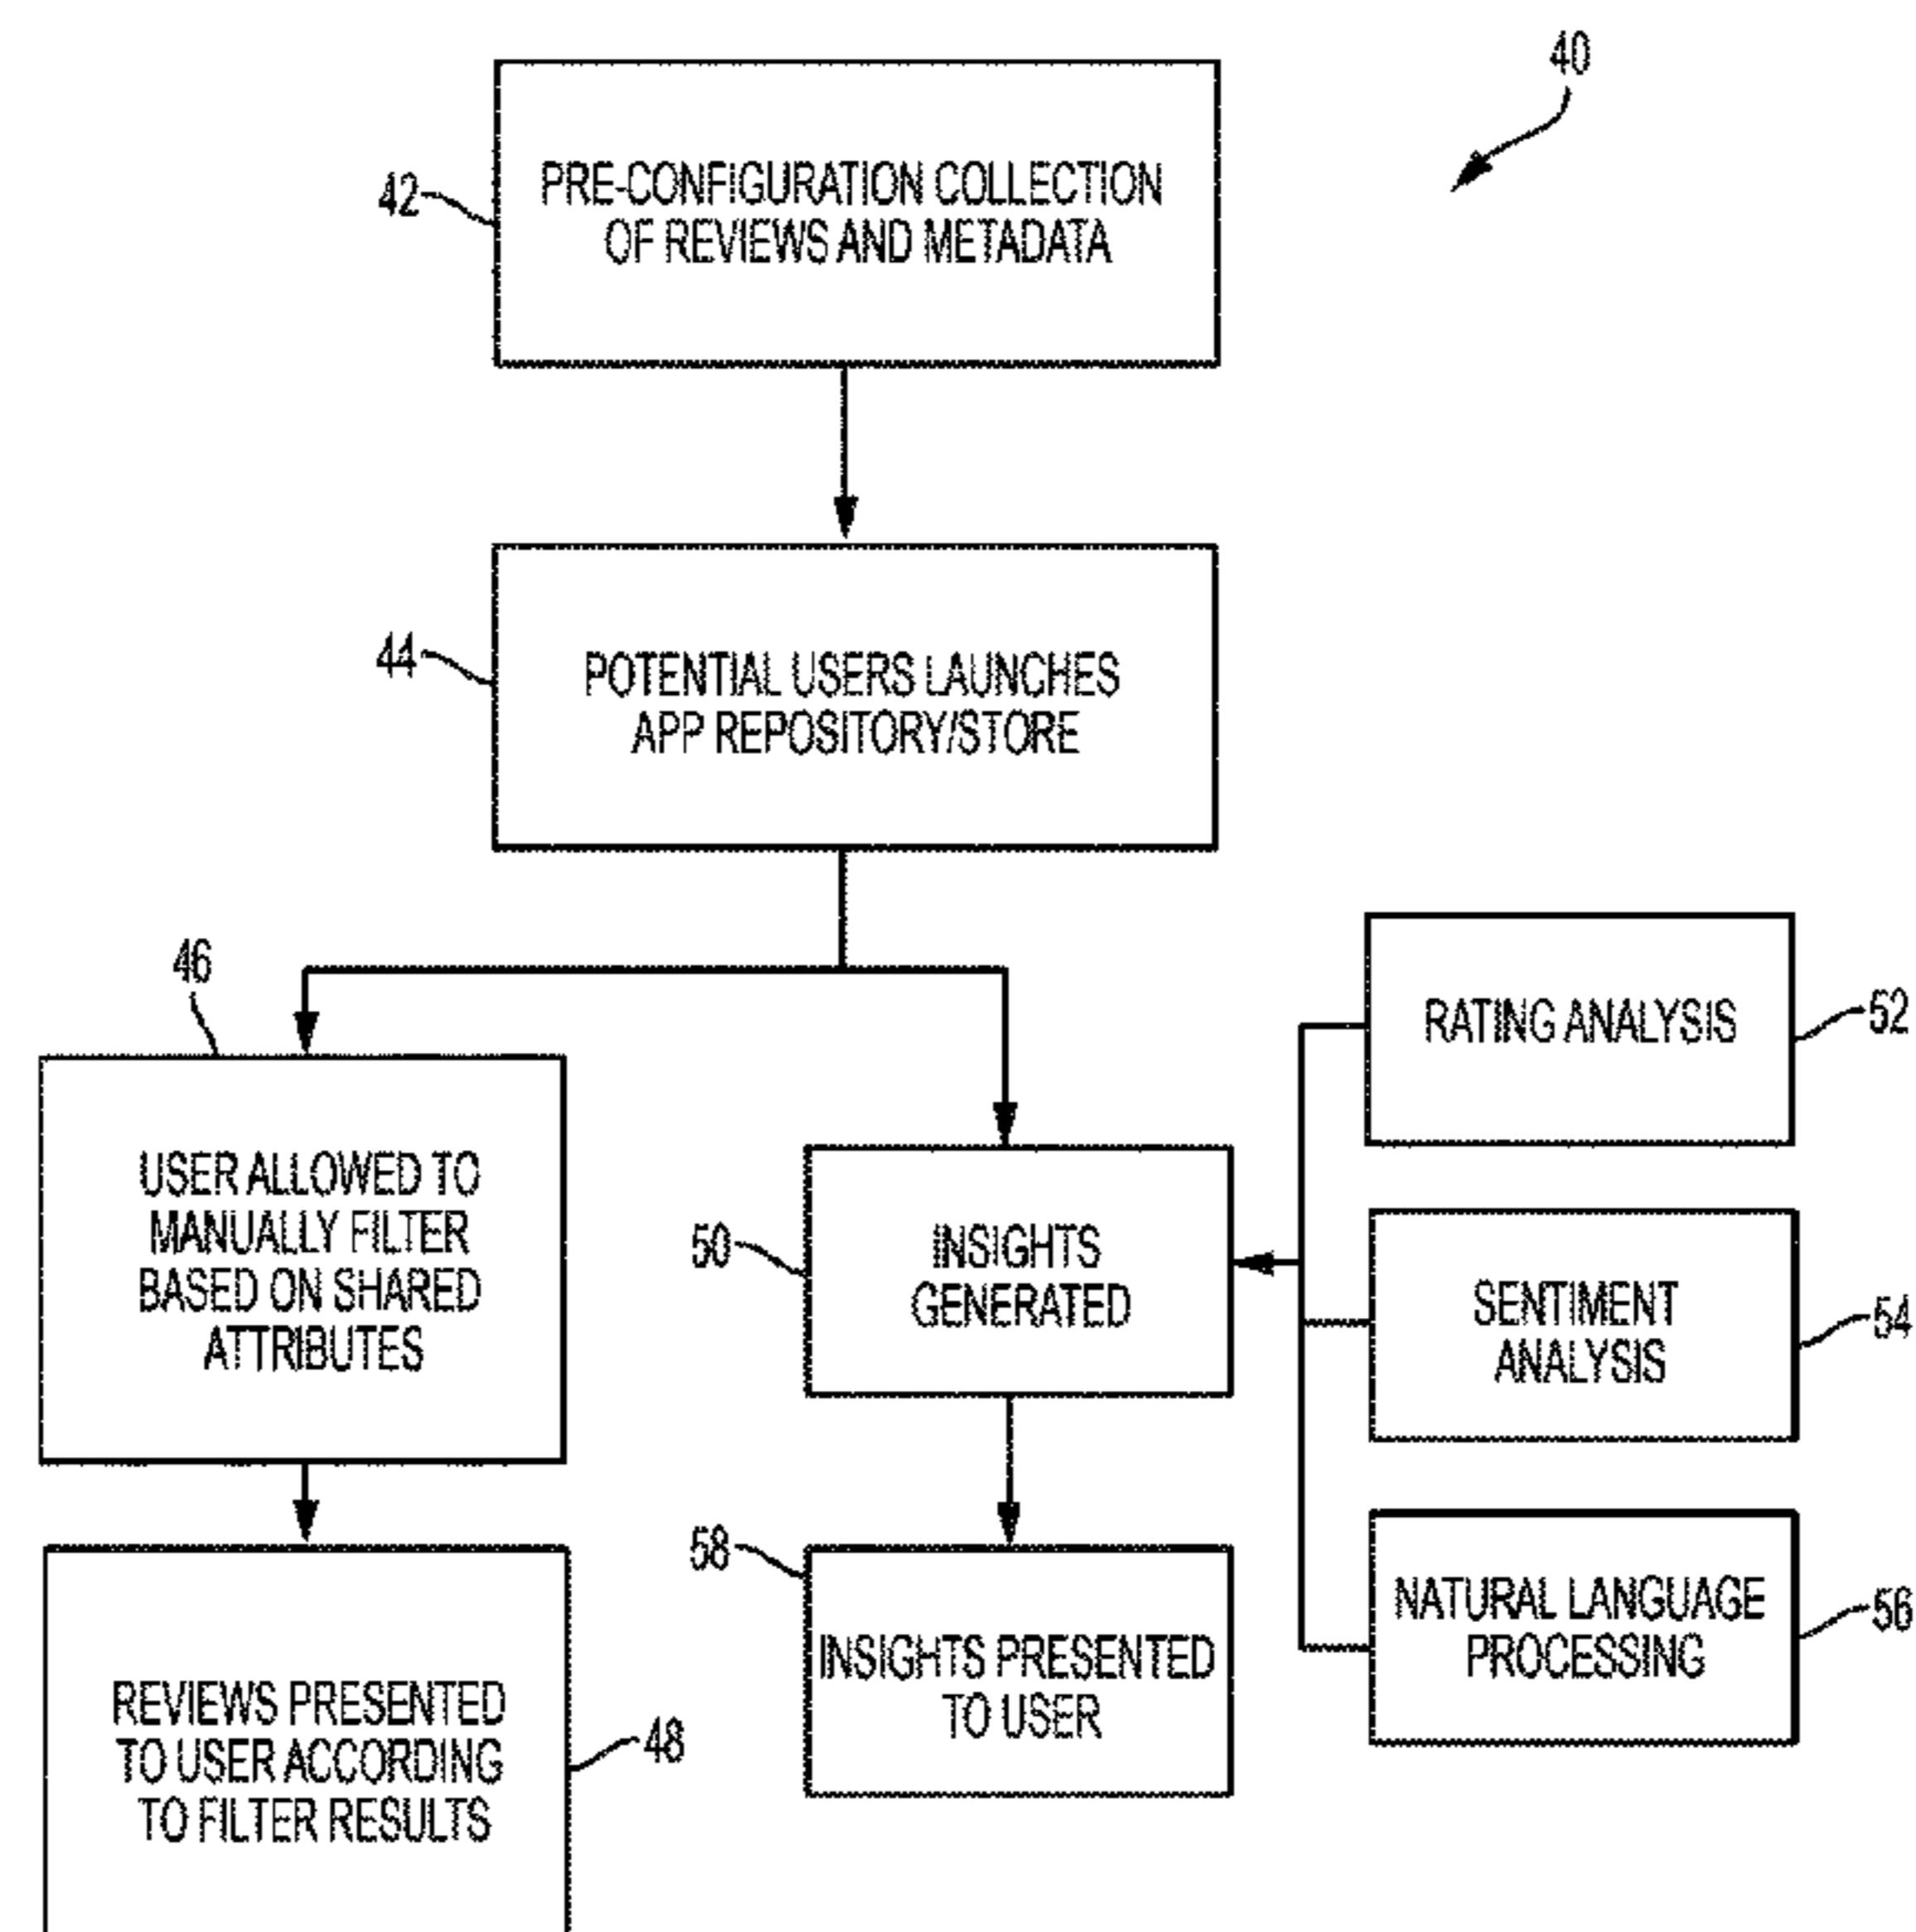 40
42
PRE-CONFIGURATION COLLECTION
OF REVIEWS AND METADATA
44
POTENTIAL USERS LAUNCHES
APP REPOSITORY/STORE
46
USER ALLOWED TO
MANUALLY FILTER
BASED ON SHARED
ATTRIBUTES
48
REVIEWS PRESENTED
TO USER ACCORDING
TO FILTER RESULTS
50
INSIGHTS
GENERATED
58
INSIGHTS PRESENTED
TO USER
RATING ANALYSIS
52
SENTIMENT
ANALYSIS
54
NATURAL LANGUAGE
PROCESSING
56